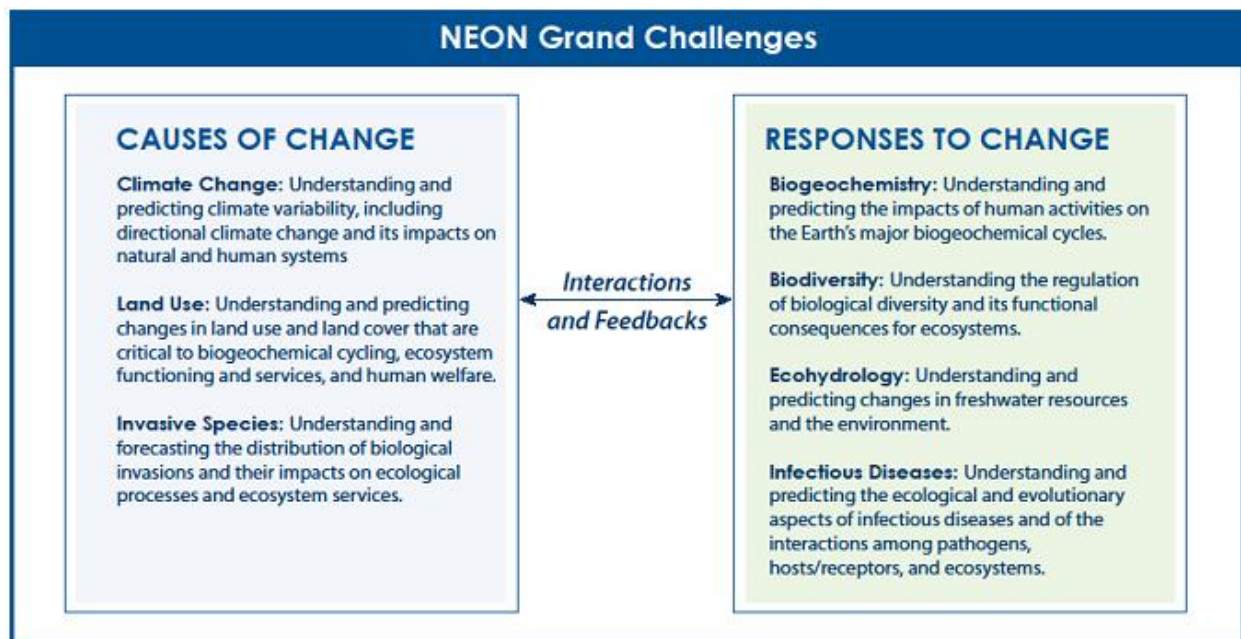 NEON Grand Challenges
CAUSES OF CHANGE
Climate Change: Understanding and
predicting climate variability, including
directional climate change and its impacts on
natural and human systems
Land Use: Understanding and predicting
changes in land use and land cover that are
critical to biogeochemical cycling, ecosystem
functioning and services, and human welfare.
Invasive Species: Understanding and
forecasting the distribution of biological
invasions and their impacts on ecological
processes and ecosystem services.
Interactions
and Feedbacks
RESPONSES TO CHANGE
Biogeochemistry: Understanding and
predicting the impacts of human activities on
the Earth's major biogeochemical cycles.
Biodiversity: Understanding the regulation
of biological diversity and its functional
consequences for ecosystems.
Ecohydrology: Understanding and
predicting changes in freshwater resources
and the environment.
Infectious Diseases: Understanding and
predicting the ecological and evolutionary
aspects of infectious diseases and of the
interactions among pathogens,
hosts/receptors, and ecosystems.